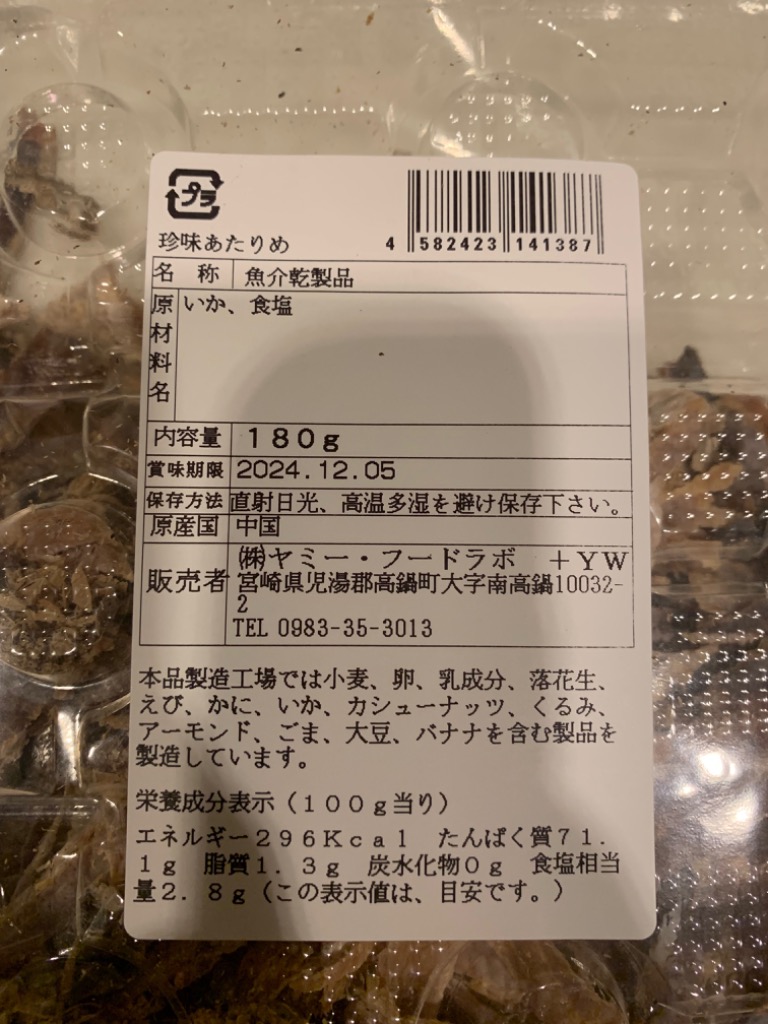 プラ
珍味あたりめ
4 582423 141387
名 称 魚介乾製品
原材料名 いか、食塩
内容量 180g
賞味期限 2024.12.05
保存方法 直射日光、高温多湿を避け保存下さい。
原産国 中国
販売者 ㈱ヤミー・フードラボ +YW
宮崎県児湯郡高鍋町大字南高鍋10032-
2
TEL 0983-35-3013
本品製造工場では小麦、卵、乳成分、落花生、
えび、かに、いか、カシューナッツ、くるみ、
アーモンド、ごま、大豆、バナナを含む製品を
製造しています。
栄養成分表示（100g当り）
エネルギー296Kcal たんぱく質71.
1g 脂質1.3g 炭水化物0g 食塩相当
量2.8g（この表示値は、目安です。）